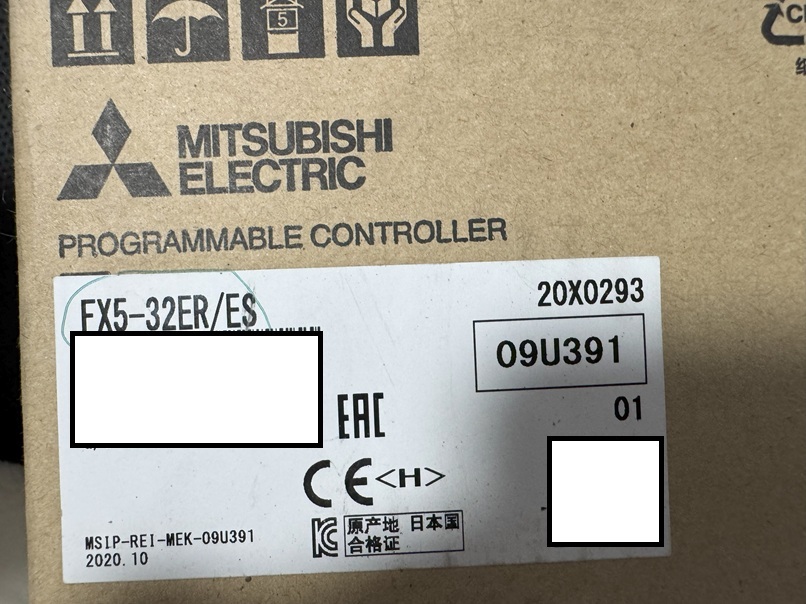 5
MITSUBISHI
ELECTRIC
PROGRAMMABLE CONTROLLER
FX5-32ER/ES
20X0293
09U391
01
EAC
CE <H>
MSIP-REI-MEK-09U391
2020.10
原产地 日本国
合格证